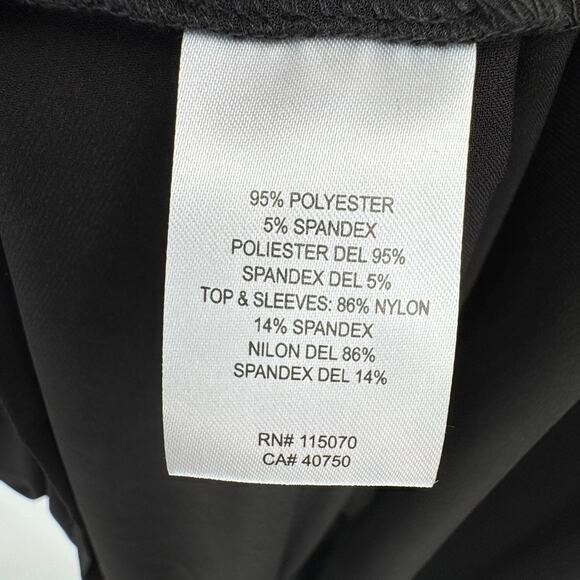 95% POLYESTER
5% SPANDEX
POLIESTER DEL 95%
SPANDEX DEL 5%
TOP & SLEEVES: 86% NYLON
14% SPANDEX
NILON DEL 86%
SPANDEX DEL 14%
RN# 115070
CA# 40750